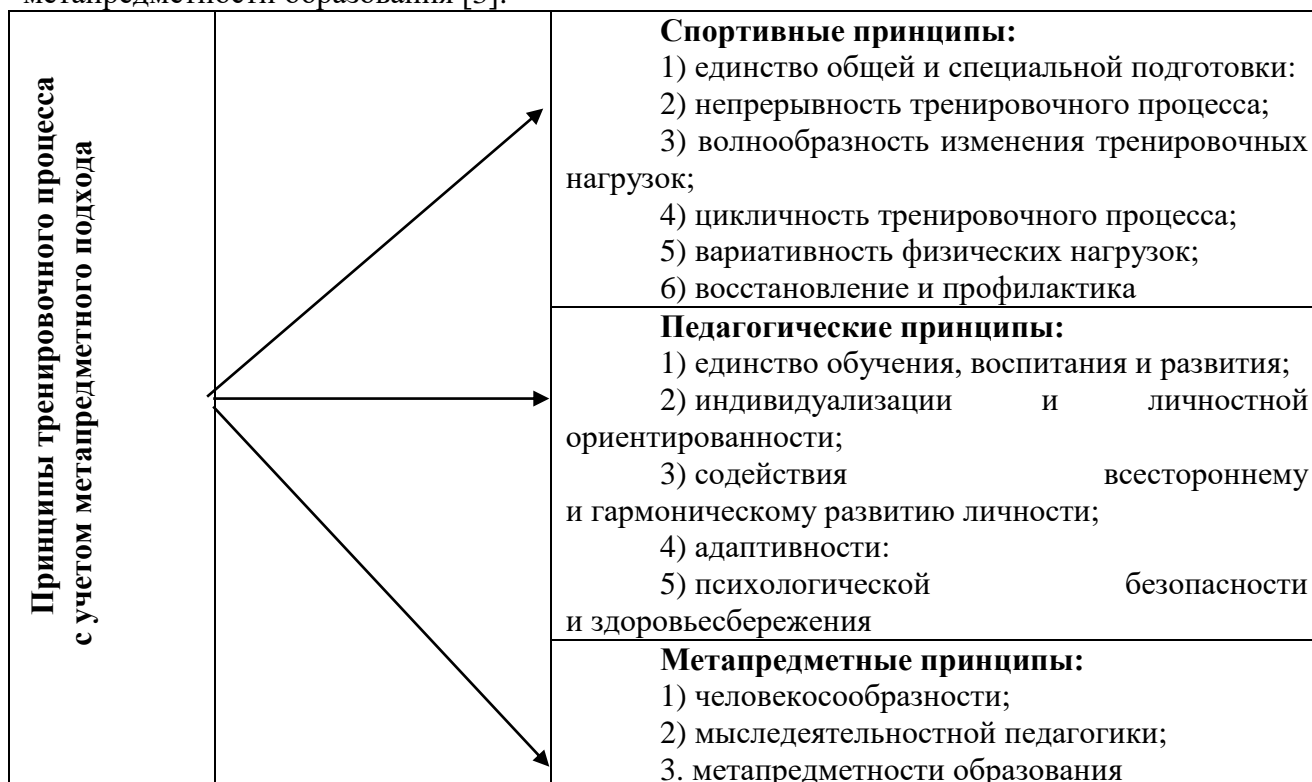 метапредметности образования [5].
Принципы тренировочного процесса
с учетом метапредметного подхода
Спортивные принципы:
1) единство общей и специальной подготовки:
2) непрерывность тренировочного процесса;
3) волнообразность изменения тренировочных
нагрузок;
4) цикличность тренировочного процесса;
5) вариативность физических нагрузок;
6) восстановление и профилактика
Педагогические принципы:
1) единство обучения, воспитания и развития;
2) индивидуализации и личностной
ориентированности;
3) содействия всестороннему
и гармоническому развитию личности;
4) адаптивности:
5) психологической безопасности
и здоровьесбережения
Метапредметные принципы:
1) человекосообразности;
2) мыследеятельностной педагогики;
3. метапредметности образования